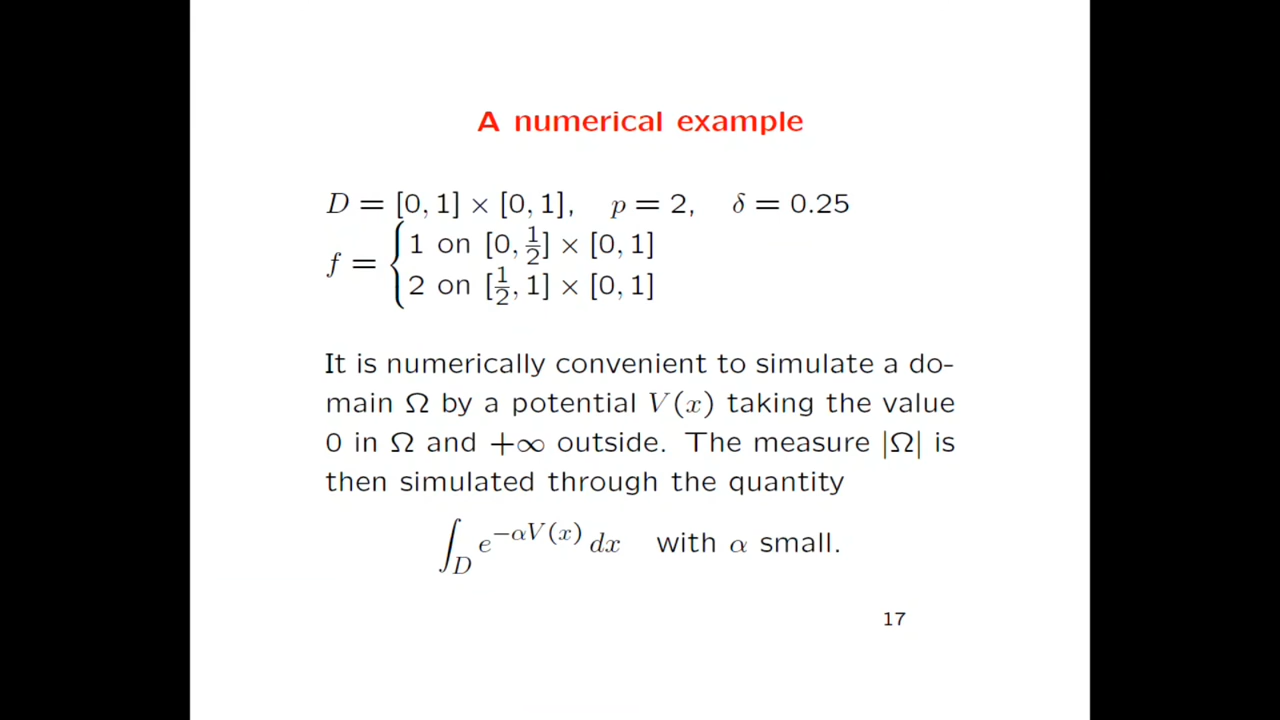 A numerical example
D = [0, 1] × [0, 1], p = 2, δ = 0.25
f = { 1 on [0, 1/2] × [0, 1]
2 on [1/2, 1] × [0, 1]
It is numerically convenient to simulate a do-
main Ω by a potential V(x) taking the value
0 in Ω and +∞ outside. The measure |Ω| is
then simulated through the quantity
∫_D e^{−αV(x)} dx with α small.
17